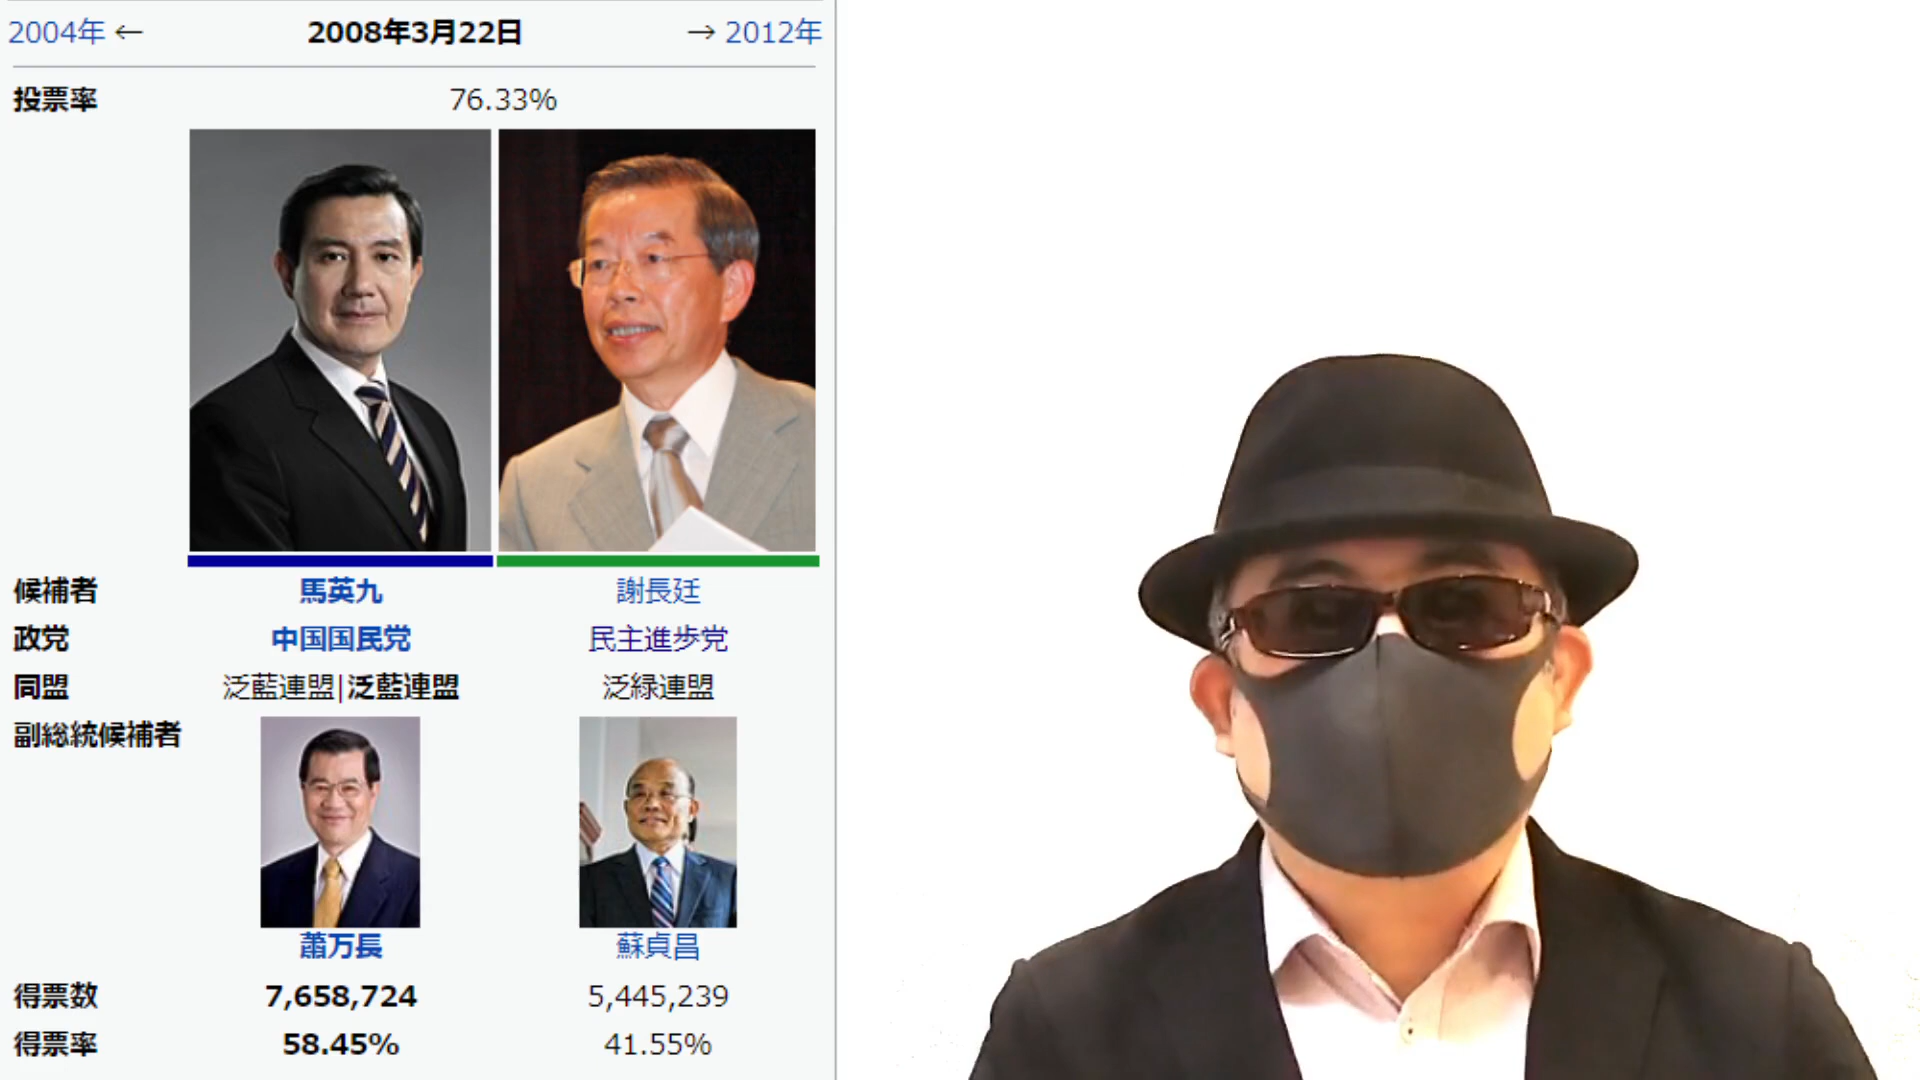 2004年 ← 2008年3月22日 → 2012年
投票率 76.33%
候補者 馬英九 謝長廷
政党 中国国民党 民主進歩党
同盟 泛藍連盟|泛藍連盟 泛緑連盟
副総統候補者
蕭万長 蘇貞昌
得票数 7,658,724 5,445,239
得票率 58.45% 41.55%